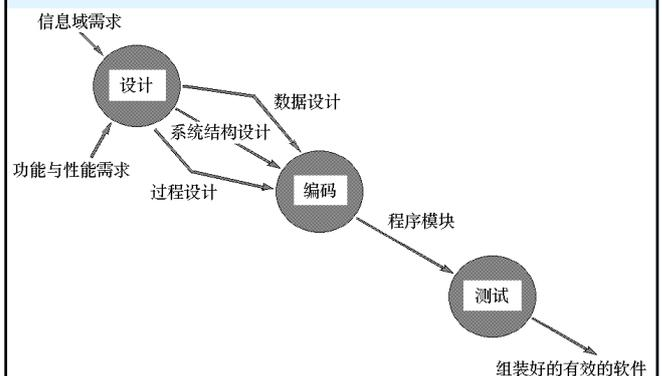 信息域需求
设计
数据设计
系统结构设计
功能与性能需求
过程设计
编码
程序模块
测试
组装好的有效的软件